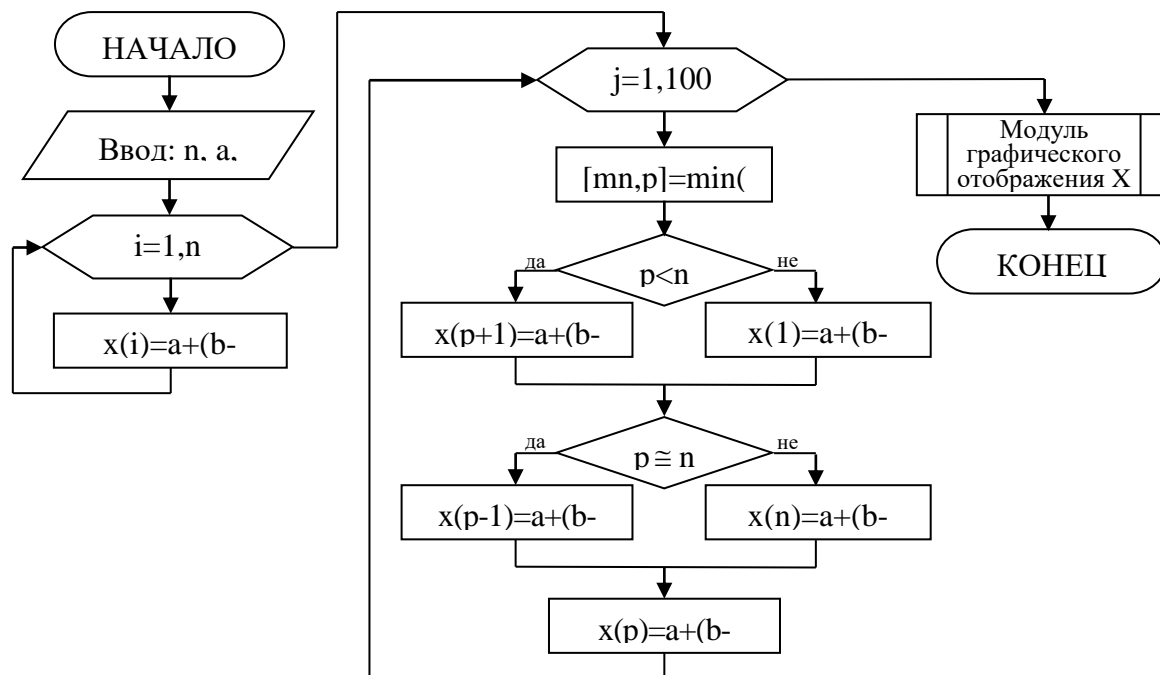 НАЧАЛО
Ввод: n, a,
i=1,n
x(i)=a+(b-
j=1,100
[mn,p]=min(
p<n
да
не
x(p+1)=a+(b-
x(1)=a+(b-
p ≅ n
да
не
x(p-1)=a+(b-
x(n)=a+(b-
x(p)=a+(b-
Модуль
графического
отображения X
КОНЕЦ